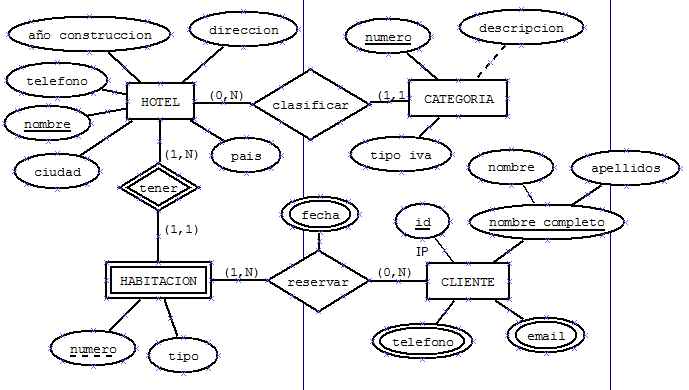 año construccion
direccion
descripcion
numero
telefono
HOTEL
(0,N)
clasificar
(1,1
CATEGORIA
nombre
ciudad
(1,N)
pais
tipo iva
nombre
apellidos
tener
fecha
id
nombre completo
(1,1)
IP
HABITACION
(1,N)
reservar
(0,N)
CLIENTE
numero
tipo
telefono
email